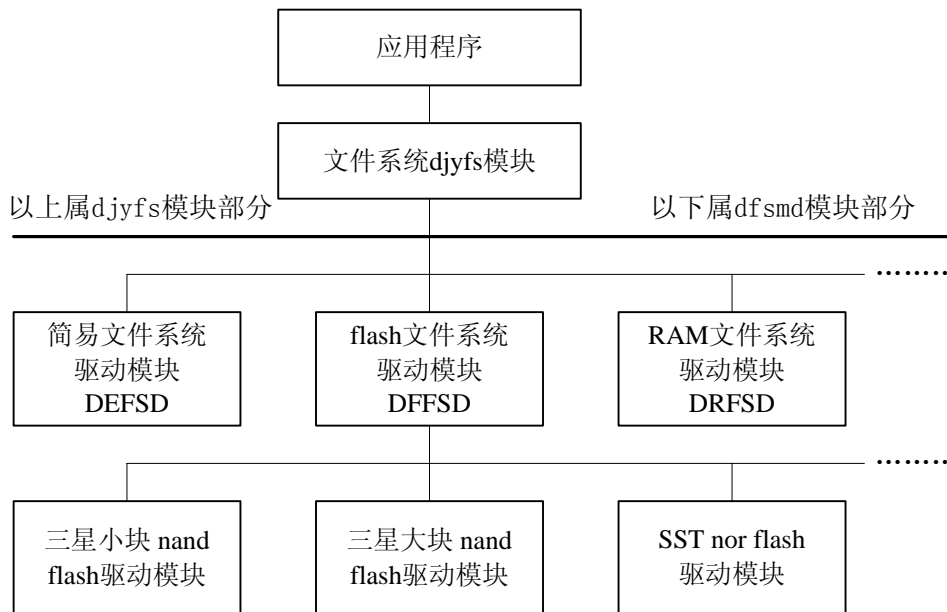 应用程序
文件系统djyfs模块
以上属djyfs模块部分
以下属dfsmd模块部分
………
简易文件系统
驱动模块
DEFSD
flash文件系统
驱动模块
DFFSD
RAM文件系统
驱动模块
DRFSD
………
三星小块 nand
flash驱动模块
三星大块 nand
flash驱动模块
SST nor flash
驱动模块